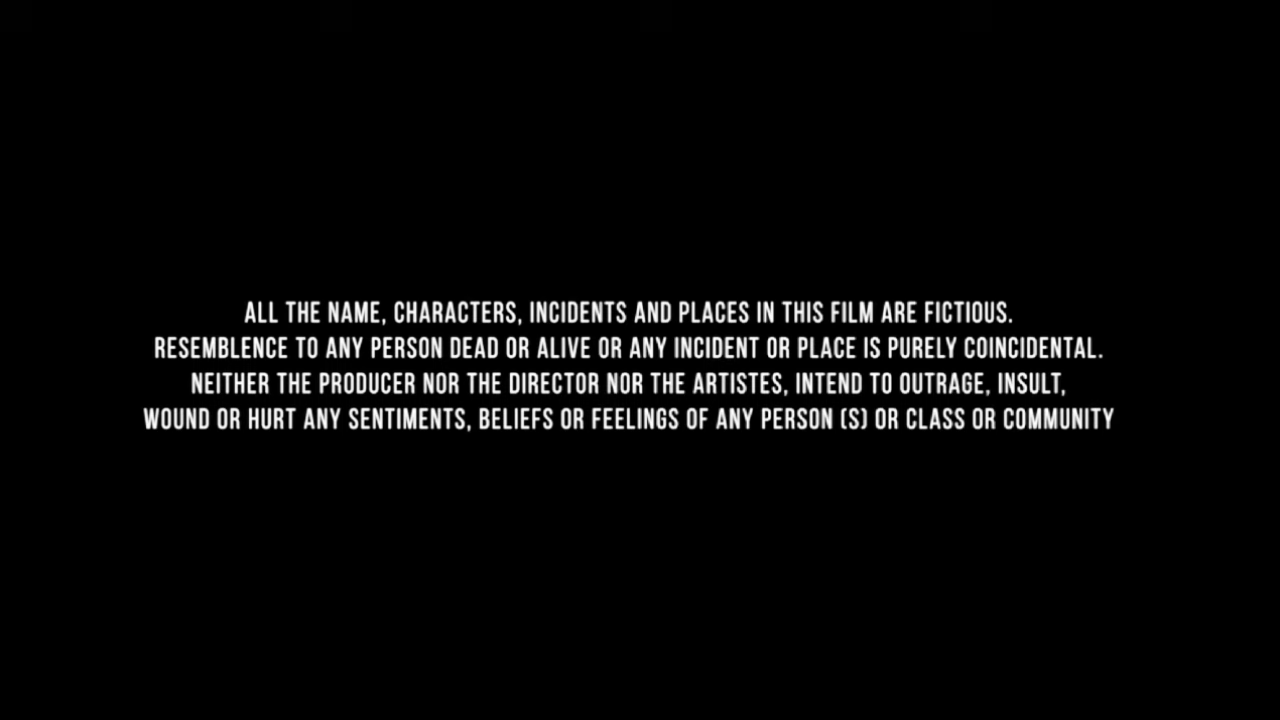 ALL THE NAME, CHARACTERS, INCIDENTS AND PLACES IN THIS FILM ARE FICTIOUS.
RESEMBLENCE TO ANY PERSON DEAD OR ALIVE OR ANY INCIDENT OR PLACE IS PURELY COINCIDENTAL.
NEITHER THE PRODUCER NOR THE DIRECTOR NOR THE ARTISTES, INTEND TO OUTRAGE, INSULT,
WOUND OR HURT ANY SENTIMENTS, BELIEFS OR FEELINGS OF ANY PERSON (S) OR CLASS OR COMMUNITY